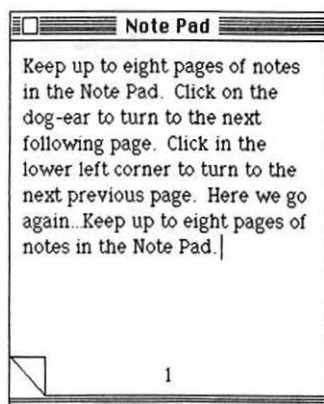 Note Pad
Keep up to eight pages of notes
in the Note Pad. Click on the
dog-ear to turn to the next
following page. Click in the
lower left corner to turn to the
next previous page. Here we go
again...Keep up to eight pages of
notes in the Note Pad.
1